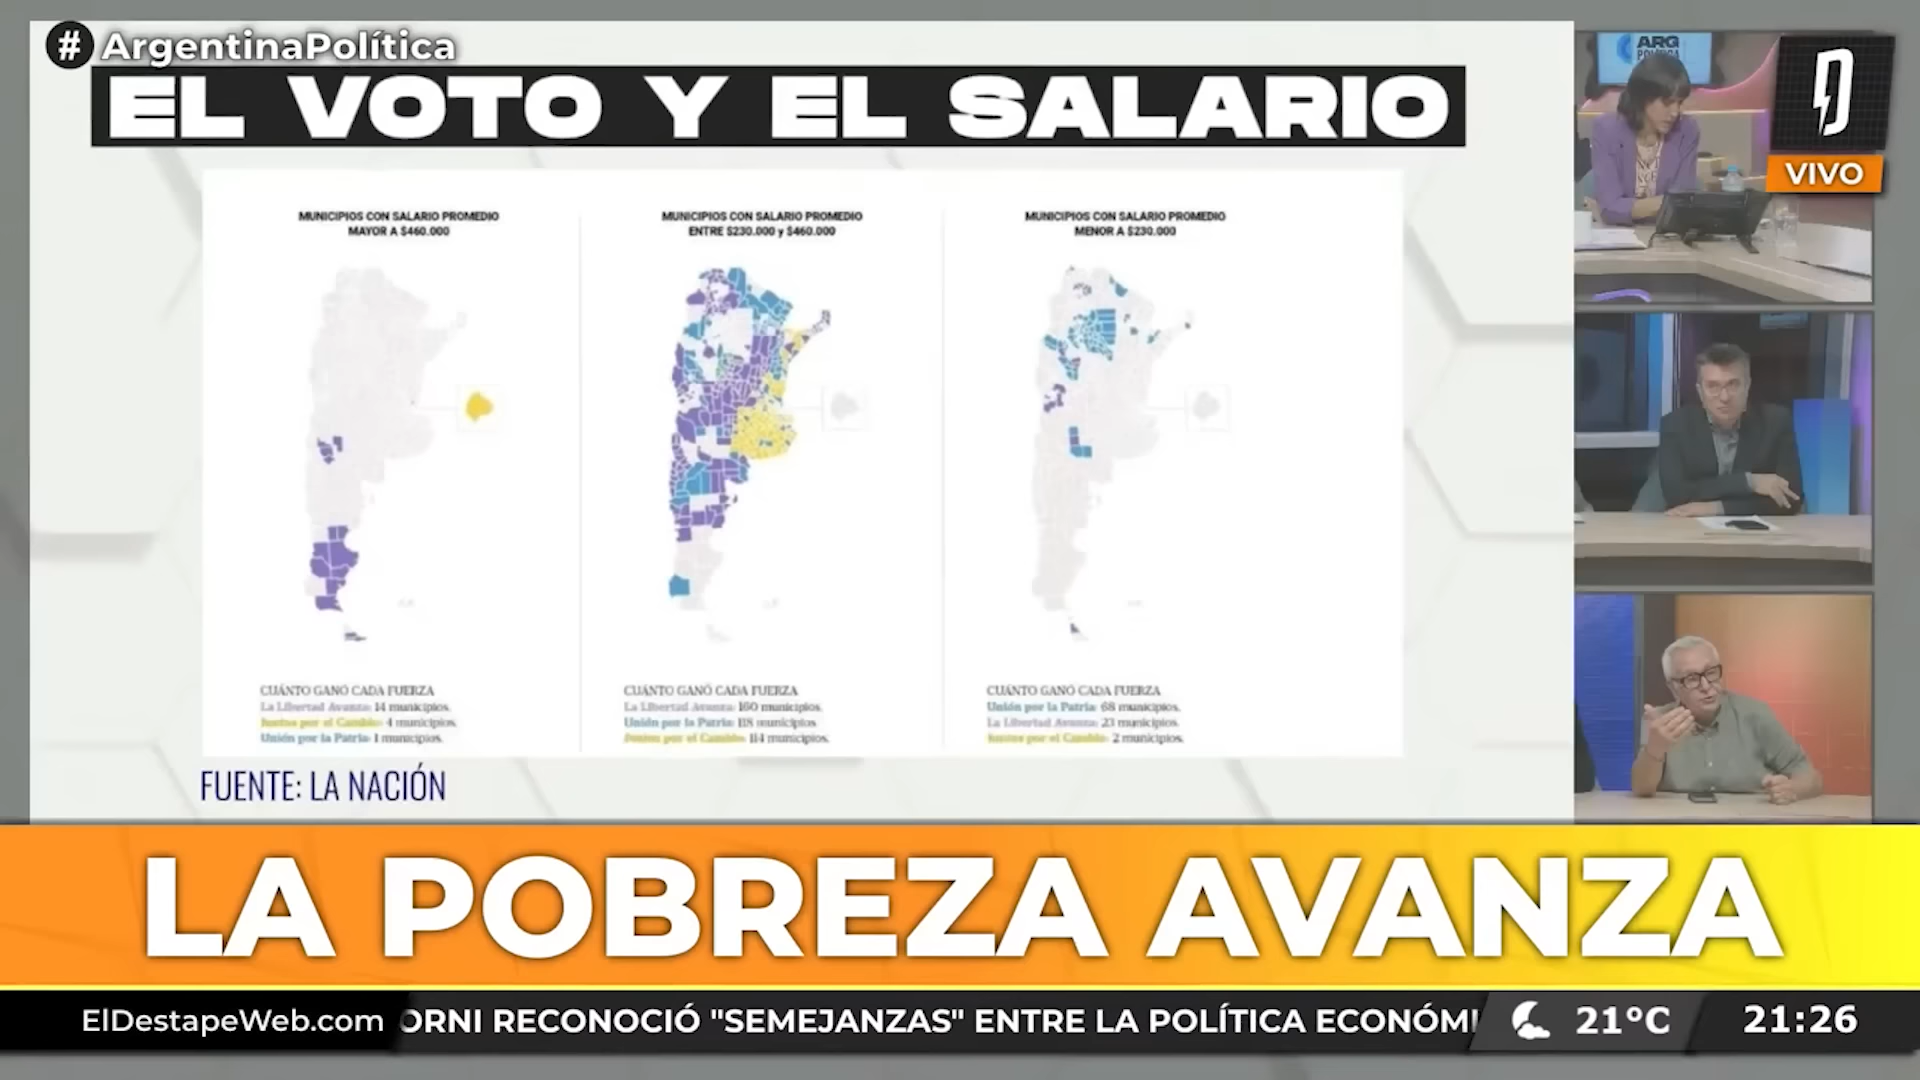 # ArgentinaPolítica
EL VOTO Y EL SALARIO
MUNICIPIOS CON SALARIO PROMEDIO
MAYOR A $460.000
MUNICIPIOS CON SALARIO PROMEDIO
ENTRE $230.000 y $460.000
MUNICIPIOS CON SALARIO PROMEDIO
MENOR A $230.000
CUÁNTO GANÓ CADA FUERZA
La Libertad Avanza: 14 municipios.
Juntos por el Cambio: 4 municipios.
Unión por la Patria: 1 municipios.
CUÁNTO GANÓ CADA FUERZA
La Libertad Avanza: 160 municipios.
Unión por la Patria: 118 municipios.
Juntos por el Cambio: 114 municipios.
CUÁNTO GANÓ CADA FUERZA
Unión por la Patria: 68 municipios.
La Libertad Avanza: 23 municipios.
Juntos por el Cambio: 2 municipios.
FUENTE: LA NACIÓN
ARG
POLÍTICA
VIVO
LA POBREZA AVANZA
ElDestapeWeb.com
ORNI RECONOCIÓ "SEMEJANZAS" ENTRE LA POLÍTICA ECONÓMI
21°C
21:26